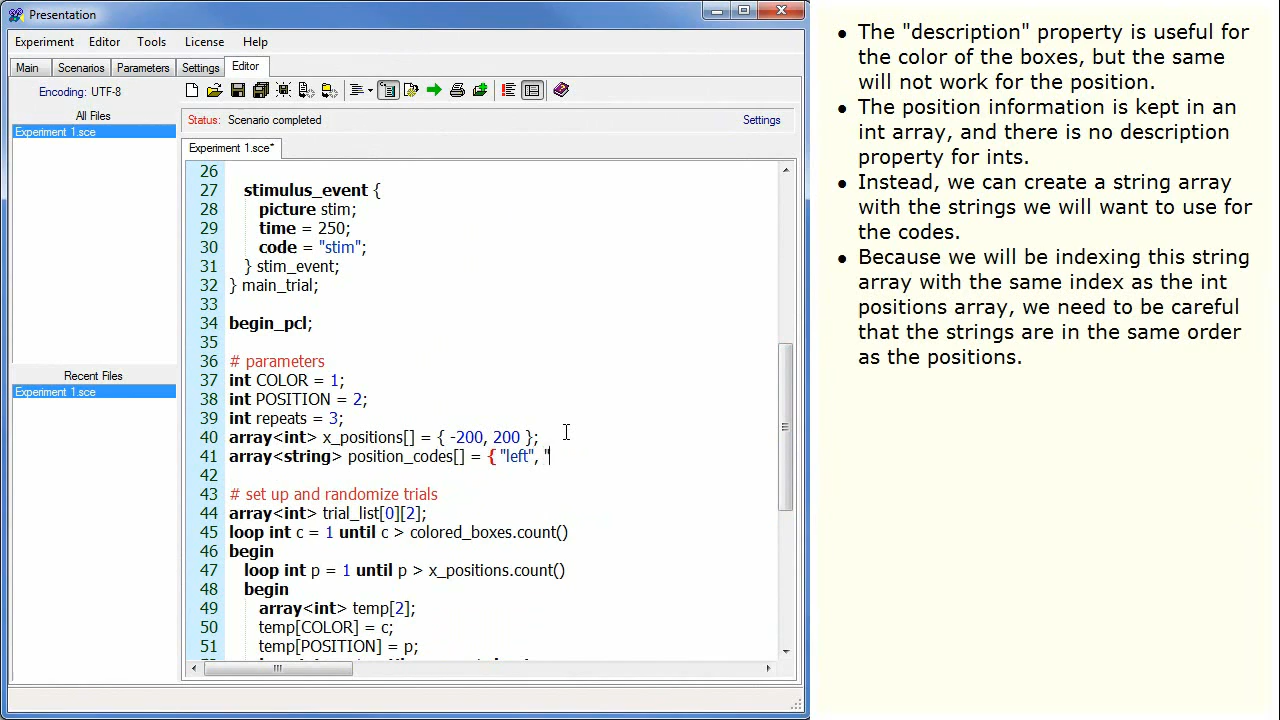 Presentation
Experiment Editor Tools License Help
Main Scenarios Parameters Settings Editor
Encoding: UTF-8
All Files
Experiment 1.sce
Recent Files
Experiment 1.sce
Status: Scenario completed Settings
Experiment 1.sce*
26
27 stimulus_event {
28 picture stim;
29 time = 250;
30 code = "stim";
31 } stim_event;
32 } main_trial;
33
34 begin_pcl;
35
36 # parameters
37 int COLOR = 1;
38 int POSITION = 2;
39 int repeats = 3;
40 array<int> x_positions[] = { -200, 200 };
41 array<string> position_codes[] = { "left", "
42
43 # set up and randomize trials
44 array<int> trial_list[0][2];
45 loop int c = 1 until c > colored_boxes.count()
46 begin
47 loop int p = 1 until p > x_positions.count()
48 begin
49 array<int> temp[2];
50 temp[COLOR] = c;
51 temp[POSITION] = p;
• The "description" property is useful for
the color of the boxes, but the same
will not work for the position.
• The position information is kept in an
int array, and there is no description
property for ints.
• Instead, we can create a string array
with the strings we will want to use for
the codes.
• Because we will be indexing this string
array with the same index as the int
positions array, we need to be careful
that the strings are in the same order
as the positions.